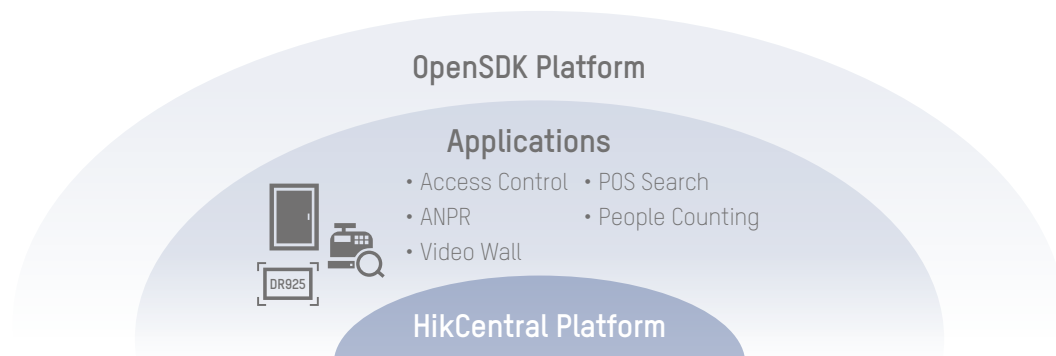 OpenSDK Platform
Applications
• Access Control • POS Search
• ANPR • People Counting
• Video Wall
DR925
HikCentral Platform